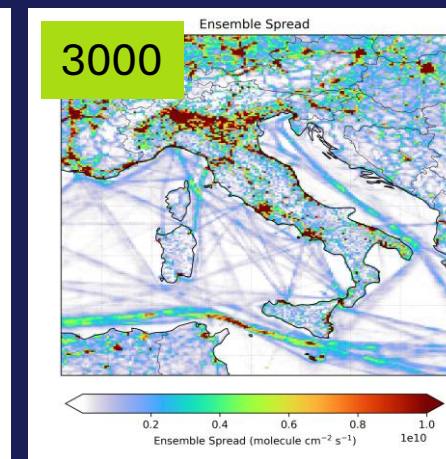 Ensemble Spread
3000
0.2 0.4 0.6 0.8 1.0
1e10
Ensemble Spread (molecule cm⁻² s⁻¹)